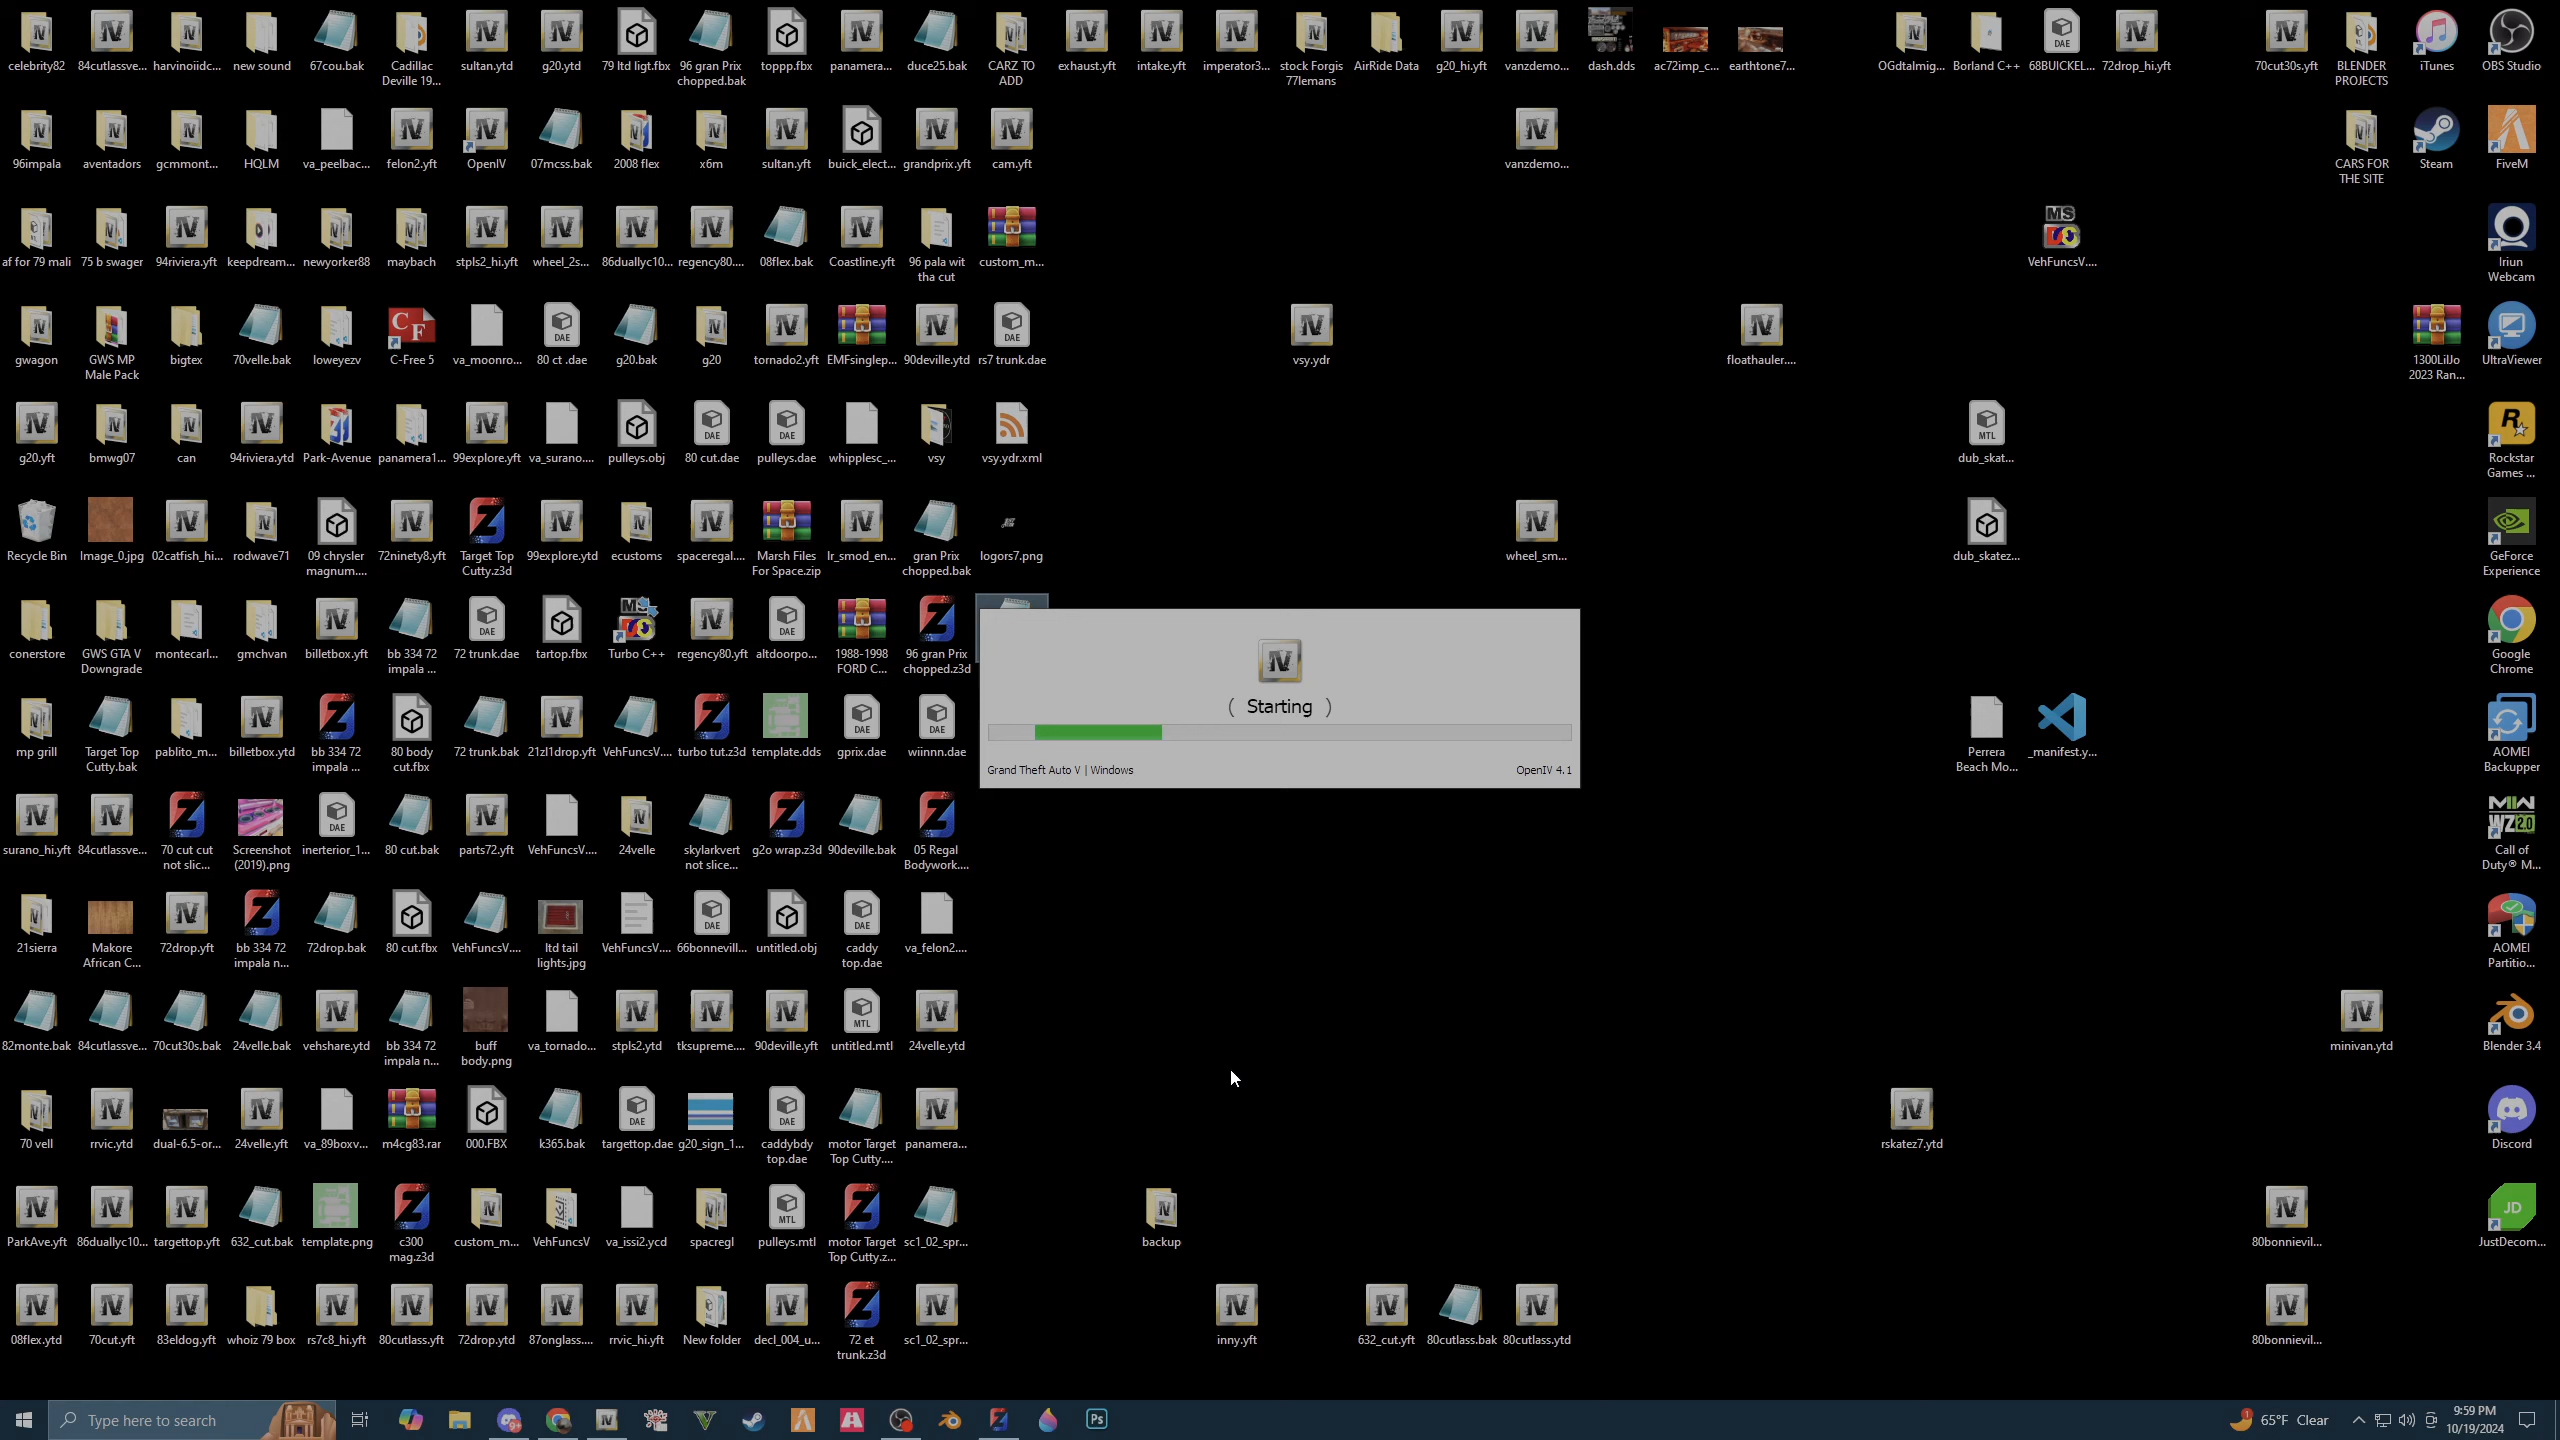 celebrity82 84cutlassve... harvinoiidc... new sound 67cou.bak Cadillac sultan.ytd g20.ytd 79 ltd ligt.fbx 96 gran Prix toppp.fbx panamera... duce25.bak CARZ TO exhaust.yft intake.yft imperator3... stock Forgis AirRide Data g20_hi.yft vanzdemo... dash.dds ac72imp_c... earthtone7... OGdtalmig... Borland C++ 68BUICKEL... 72drop_hi.yft 70cut30s.yft BLENDER iTunes OBS Studio
Deville 19... chopped.bak ADD 77lemans PROJECTS
96impala aventadors gcmmont... HQLM va_peelbac... felon2.yft OpenIV 07mcss.bak 2008 flex x6m sultan.yft buick_elect... grandprix.yft cam.yft vanzdemo... CARS FOR Steam FiveM
THE SITE
MS
af for 79 mali 75 b swager 94riviera.yft keepdream... newyorker88 maybach stpls2_hi.yft wheel_2s... 86duallyc10... regency80.... 08flex.bak Coastline.yft 96 pala wit custom_m... VehFuncsV.... Iriun
tha cut Webcam
gwagon GWS MP bigtex 70velle.bak loweyezv C-Free 5 va_moonro... 80 ct .dae g20.bak g20 tornado2.yft EMFsinglep... 90deville.ytd rs7 trunk.dae vsy.ydr floathauler.... 1300LilJo UltraViewer
Male Pack 2023 Ran...
g20.yft bmwg07 can 94riviera.ytd Park-Avenue panamera1... 99explore.yft va_surano.... pulleys.obj 80 cut.dae pulleys.dae whipplesc_... vsy vsy.ydr.xml dub_skat... Rockstar
Games ...
Recycle Bin Image_0.jpg 02catfish_hi... rodwave71 09 chrysler 72ninety8.yft Target Top 99explore.ytd ecustoms spaceregal.... Marsh Files lr_smod_en... gran Prix logors7.png wheel_sm... dub_skatez... GeForce
magnum.... Cutty.z3d For Space.zip chopped.bak Experience
conerstore GWS GTA V montecarl... gmchvan billetbox.yft bb 334 72 72 trunk.dae tartop.fbx Turbo C++ regency80.yft altdoorpo... 1988-1998 96 gran Prix Google
Downgrade impala ... FORD C... chopped.z3d Chrome
( Starting )
mp grill Target Top pablito_m... billetbox.ytd bb 334 72 80 body 72 trunk.bak 21zl1drop.yft VehFuncsV.... turbo tut.z3d template.dds gprix.dae wiinnn.dae Perrera _manifest.y... AOMEI
Cutty.bak impala ... cut.fbx Beach Mo... Backupper
Grand Theft Auto V | Windows OpenIV 4.1
surano_hi.yft 84cutlassve... 70 cut cut Screenshot inerterior_1... 80 cut.bak parts72.yft VehFuncsV.... 24velle skylarkvert g2o wrap.z3d 90deville.bak 05 Regal Call of
not slic... (2019).png not slice... Bodywork.... Duty® M...
21sierra Makore 72drop.yft bb 334 72 72drop.bak 80 cut.fbx VehFuncsV.... ltd tail VehFuncsV.... 66bonnevill... untitled.obj caddy va_felon2.... AOMEI
African C... impala n... lights.jpg top.dae Partitio...
82monte.bak 84cutlassve... 70cut30s.bak 24velle.bak vehshare.ytd bb 334 72 buff va_tornado... stpls2.ytd tksupreme.... 90deville.yft untitled.mtl 24velle.ytd minivan.ytd Blender 3.4
impala n... body.png
70 vell rrvic.ytd dual-6.5-or... 24velle.yft va_89boxv... m4cg83.rar 000.FBX k365.bak targettop.dae g20_sign_1... caddybdy motor Target panamera... rskatez7.ytd Discord
top.dae Top Cutty....
ParkAve.yft 86duallyc10... targettop.yft 632_cut.bak template.png c300 custom_m... VehFuncsV va_issi2.ycd spacregl pulleys.mtl motor Target sc1_02_spr... backup 80bonnievil... JustDecom...
mag.z3d Top Cutty.z...
08flex.ytd 70cut.yft 83eldog.yft whoiz 79 box rs7c8_hi.yft 80cutlass.yft 72drop.ytd 87onglass.... rrvic_hi.yft New folder decl_004_u... 72 et sc1_02_spr... inny.yft 632_cut.yft 80cutlass.bak 80cutlass.ytd 80bonnievil...
trunk.z3d
Type here to search 65°F Clear 9:59 PM
10/19/2024